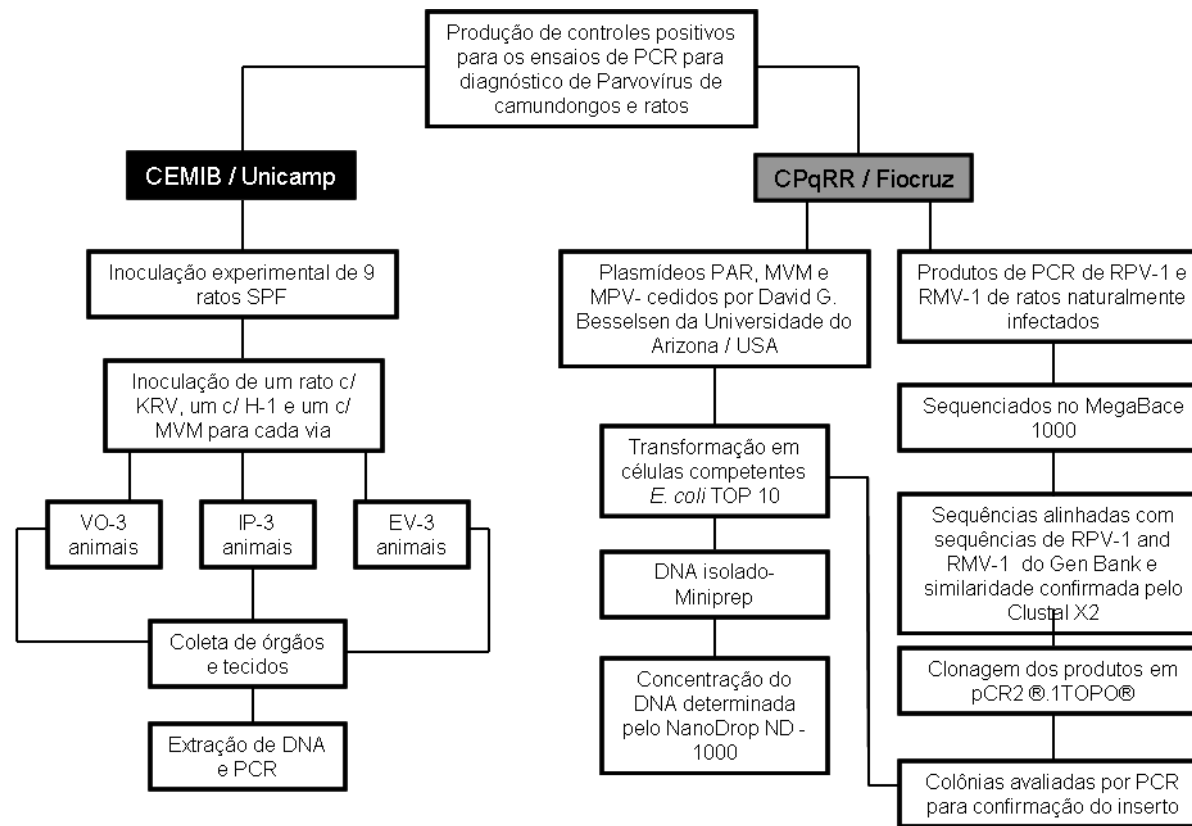 Produção de controles positivos
para os ensaios de PCR para
diagnóstico de Parvovírus de
camundongos e ratos
CEMIB / Unicamp
Inoculação experimental de 9
ratos SPF
Inoculação de um rato c/
KRV, um c/ H-1 e um c/
MVM para cada via
VO-3
animais
IP-3
animais
EV-3
animais
Coleta de órgãos
e tecidos
Extração de DNA
e PCR
CPqRR / Fiocruz
Plasmídeos PAR, MVM e
MPV- cedidos por David G.
Besselsen da Universidade do
Arizona / USA
Transformação em
células competentes
E. coli TOP 10
DNA isolado-
Miniprep
Concentração do
DNA determinada
pelo NanoDrop ND -
1000
Produtos de PCR de RPV-1 e
RMV-1 de ratos naturalmente
infectados
Sequenciados no MegaBace
1000
Sequências alinhadas com
sequências de RPV-1 and
RMV-1 do Gen Bank e
similaridade confirmada pelo
Clustal X2
Clonagem dos produtos em
pCR2 ®.1TOPO®
Colônias avaliadas por PCR
para confirmação do inserto